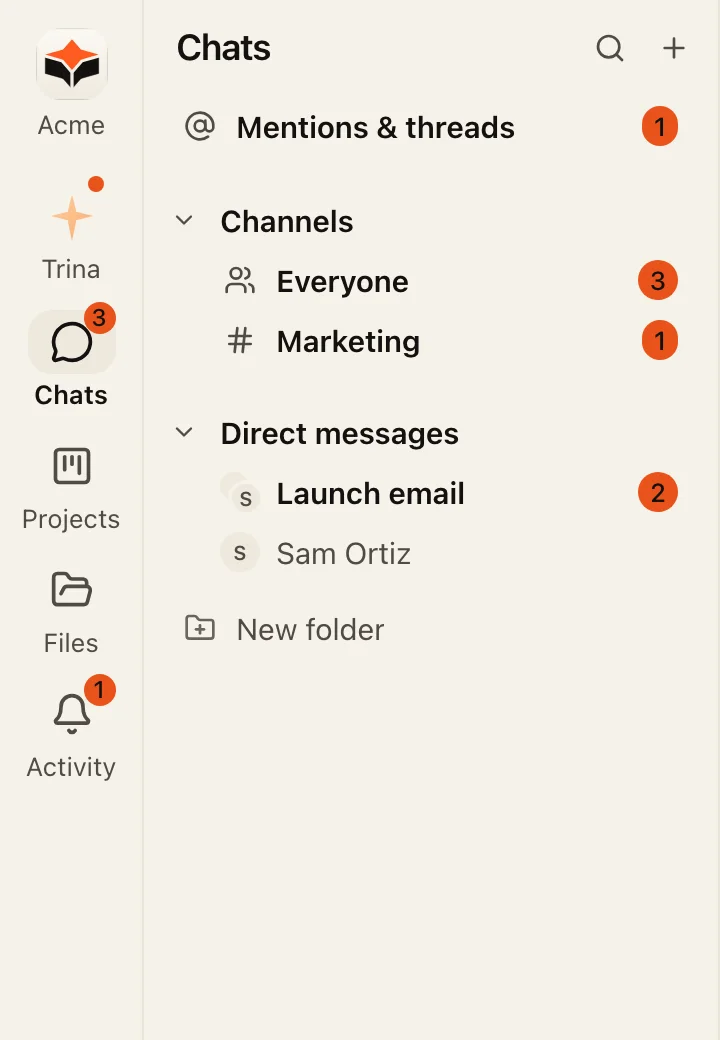 Acme
Trina
3
Chats
Projects
Files
1
Activity
Chats
Mentions & threads 1
Channels
Everyone 3
# Marketing 1
Direct messages
S Launch email 2
S Sam Ortiz
New folder